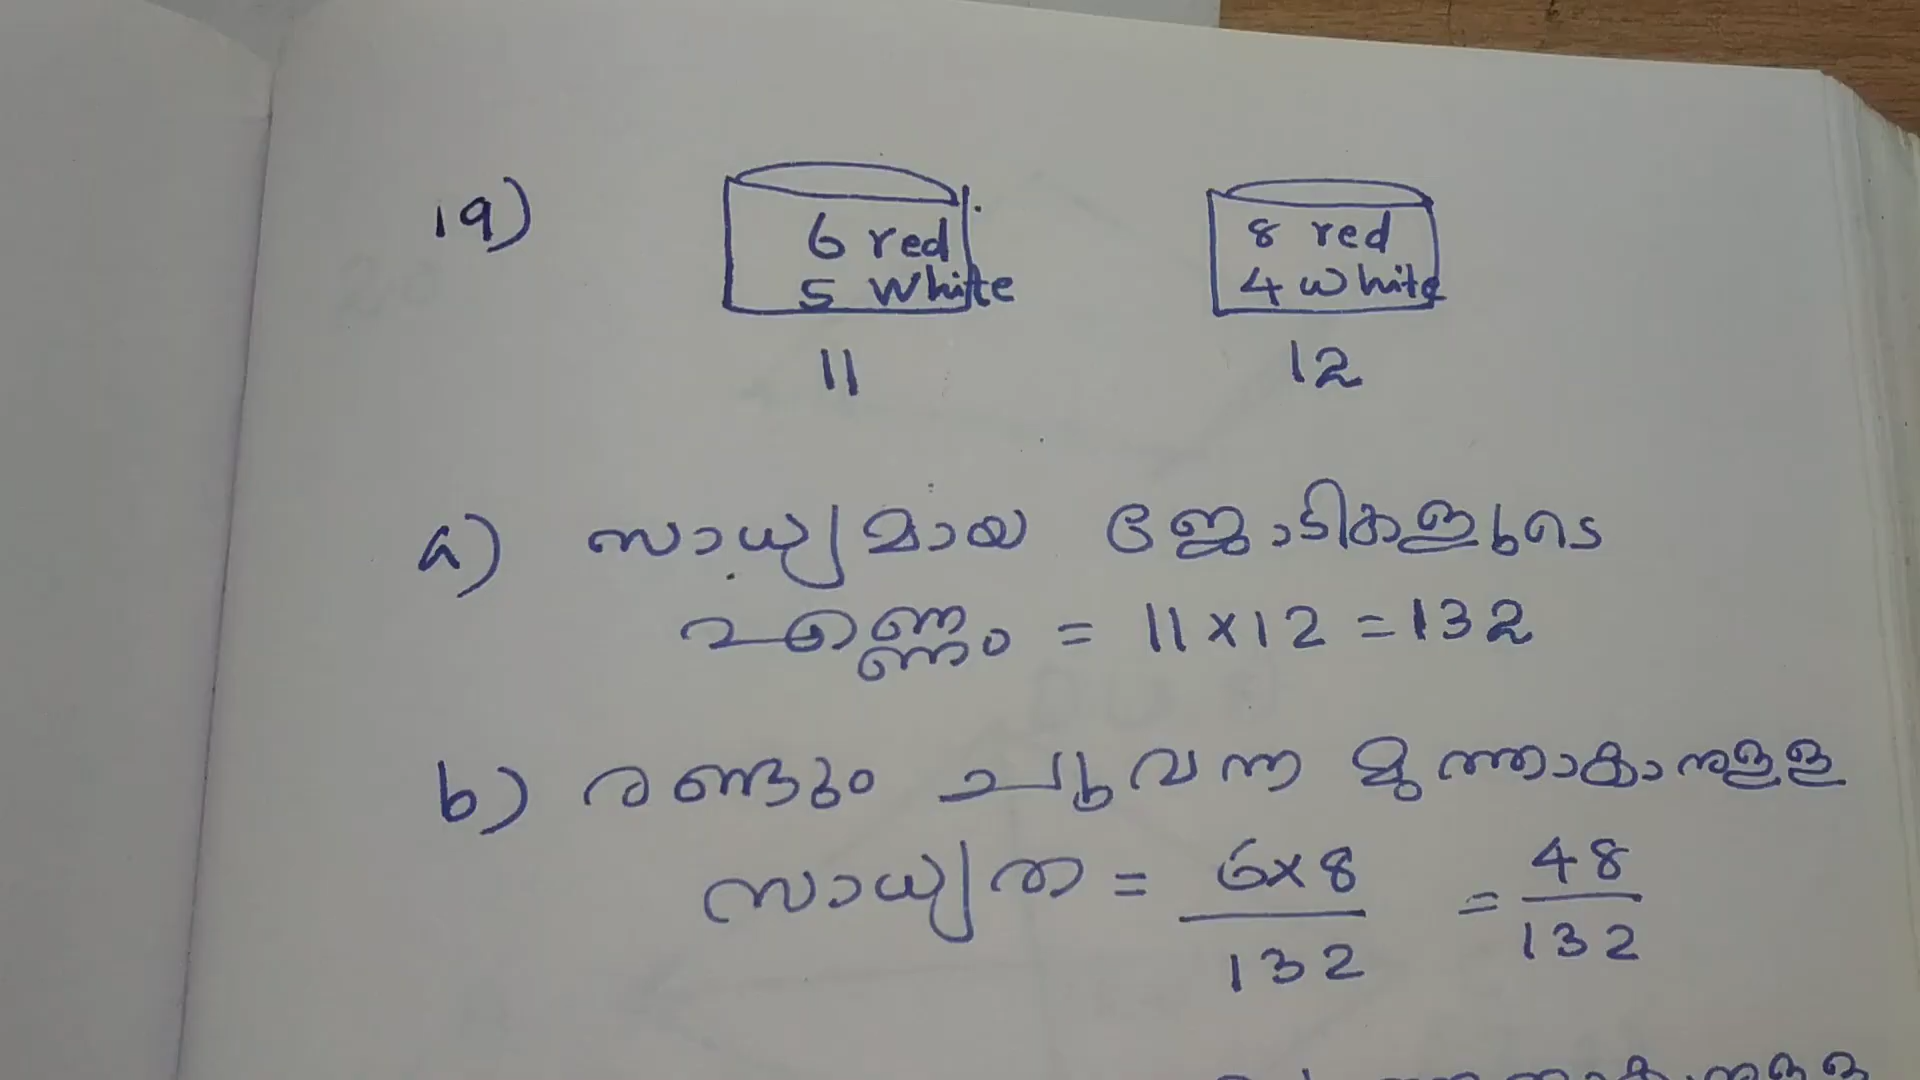 19)
6 red
5 White
11
8 red
4 white
12
a) സാധ്യമായ ജോടികളുടെ
എണ്ണം = 11 × 12 = 132
b) രണ്ടും ചുവന്ന മുത്താകാനുള്ള
സാധ്യത = 6×8/132 = 48/132